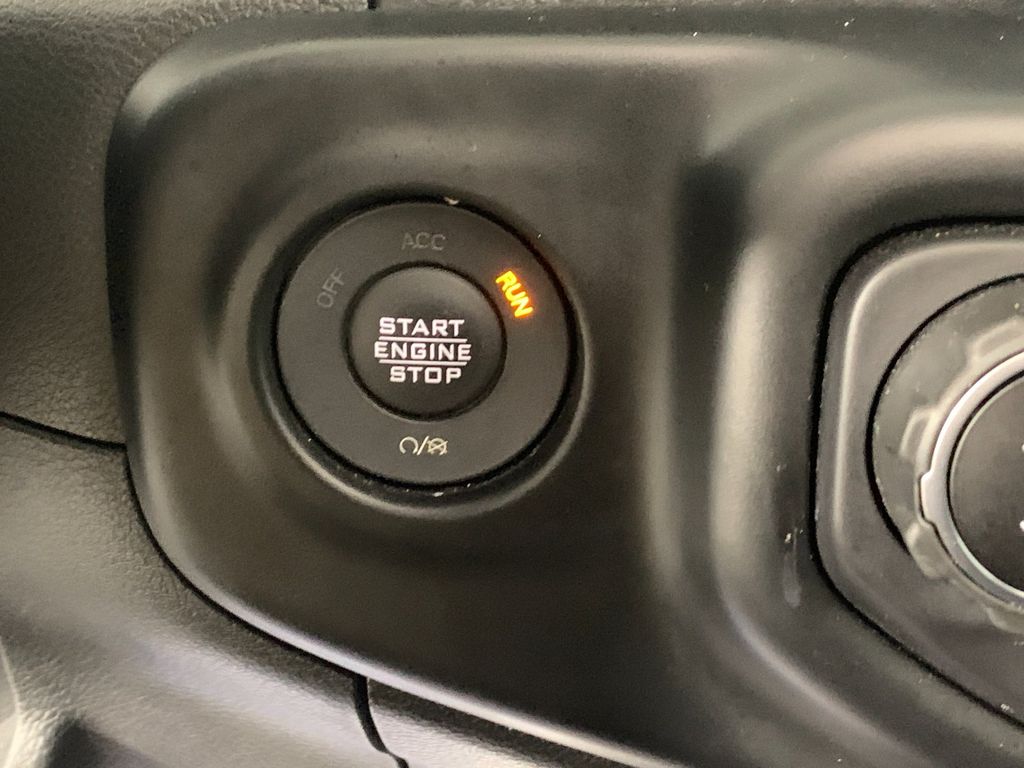 ACC
OFF
RUN
START
ENGINE
STOP